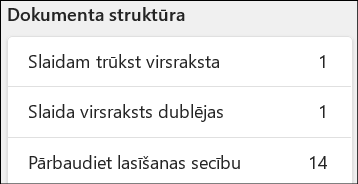 Dokumenta struktūra
Slaidam trūkst virsraksta 1
Slaida virsraksts dublējas 1
Pārbaudiet lasīšanas secību 14